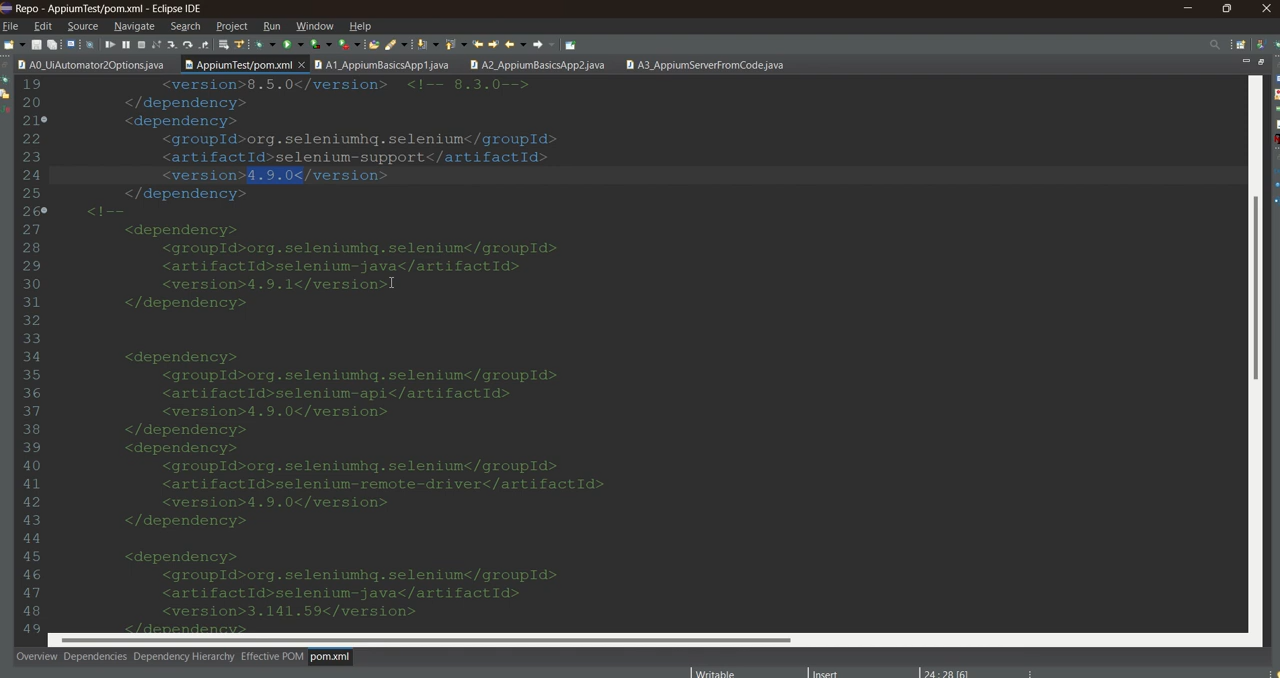 Repo - AppiumTest/pom.xml - Eclipse IDE
File Edit Source Refactor Navigate Search Project Run Window Help
A0_UiAutomator2Options.java AppiumTest/pom.xml A1_AppiumBasicsApp1.java A2_AppiumBasicsApp2.java A3_AppiumServerFromCode.java
19 <version>8.5.0</version> <!-- 8.3.0-->
20 </dependency>
21 <dependency>
22 <groupId>org.seleniumhq.selenium</groupId>
23 <artifactId>selenium-support</artifactId>
24 <version>4.9.0</version>
25 </dependency>
26 <!--
27 <dependency>
28 <groupId>org.seleniumhq.selenium</groupId>
29 <artifactId>selenium-java</artifactId>
30 <version>4.9.1</version>
31 </dependency>
32
33
34 <dependency>
35 <groupId>org.seleniumhq.selenium</groupId>
36 <artifactId>selenium-api</artifactId>
37 <version>4.9.0</version>
38 </dependency>
39 <dependency>
40 <groupId>org.seleniumhq.selenium</groupId>
41 <artifactId>selenium-remote-driver</artifactId>
42 <version>4.9.0</version>
43 </dependency>
44
45 <dependency>
46 <groupId>org.seleniumhq.selenium</groupId>
47 <artifactId>selenium-java</artifactId>
48 <version>3.141.59</version>
49 </dependency>
Overview Dependencies Dependency Hierarchy Effective POM pom.xml
Writable Insert 24 : 28 [6]